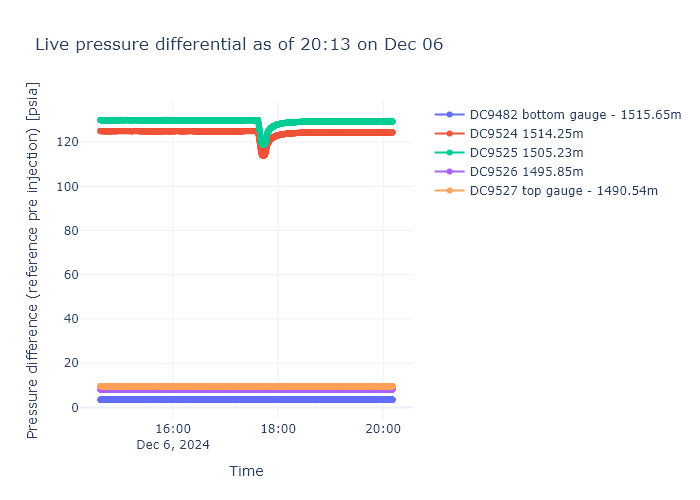 Live pressure differential as of 20:13 on Dec 06
Pressure difference (reference pre injection) [psia]
120
100
80
60
40
20
0
16:00
Dec 6, 2024
18:00
20:00
Time
DC9482 bottom gauge - 1515.65m
DC9524 1514.25m
DC9525 1505.23m
DC9526 1495.85m
DC9527 top gauge - 1490.54m